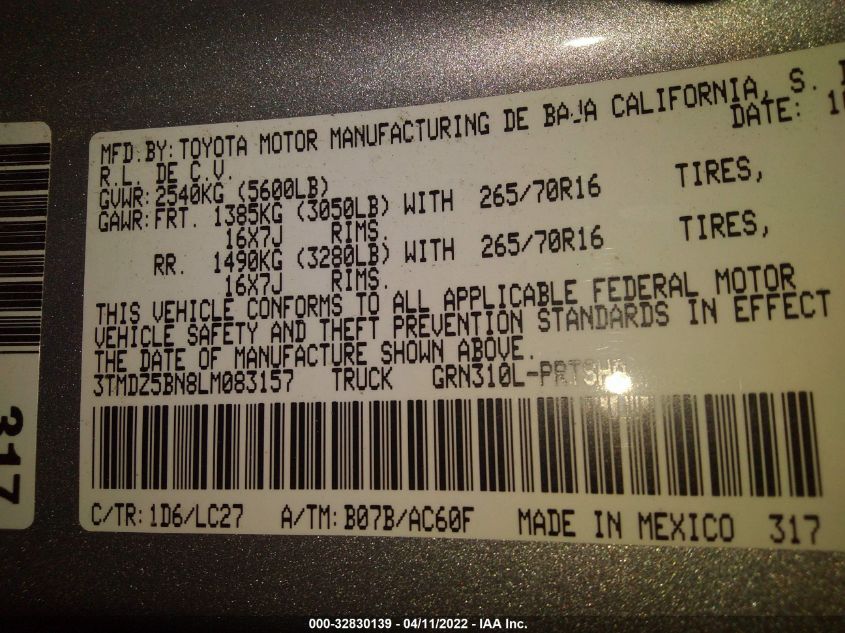 MFD.BY: TOYOTA MOTOR MANUFACTURING DE BAJA CALIFORNIA, S.
R.L. DE C.V. DATE:
GVWR: 2540KG (5600LB)
GAWR: FRT. 1385KG (3050LB) WITH 265/70R16 TIRES,
16X7J RIMS.
RR. 1490KG (3280LB) WITH 265/70R16 TIRES,
16X7J RIMS.
THIS VEHICLE CONFORMS TO ALL APPLICABLE FEDERAL MOTOR
VEHICLE SAFETY AND THEFT PREVENTION STANDARDS IN EFFECT
THE DATE OF MANUFACTURE SHOWN ABOVE.
3TMDZ5BN8LM083157 TRUCK
C/TR: 1D6/LC27 A/TM: B07B/AC60F MADE IN MEXICO 317
317
000-32830139 - 04/11/2022 - IAA Inc.